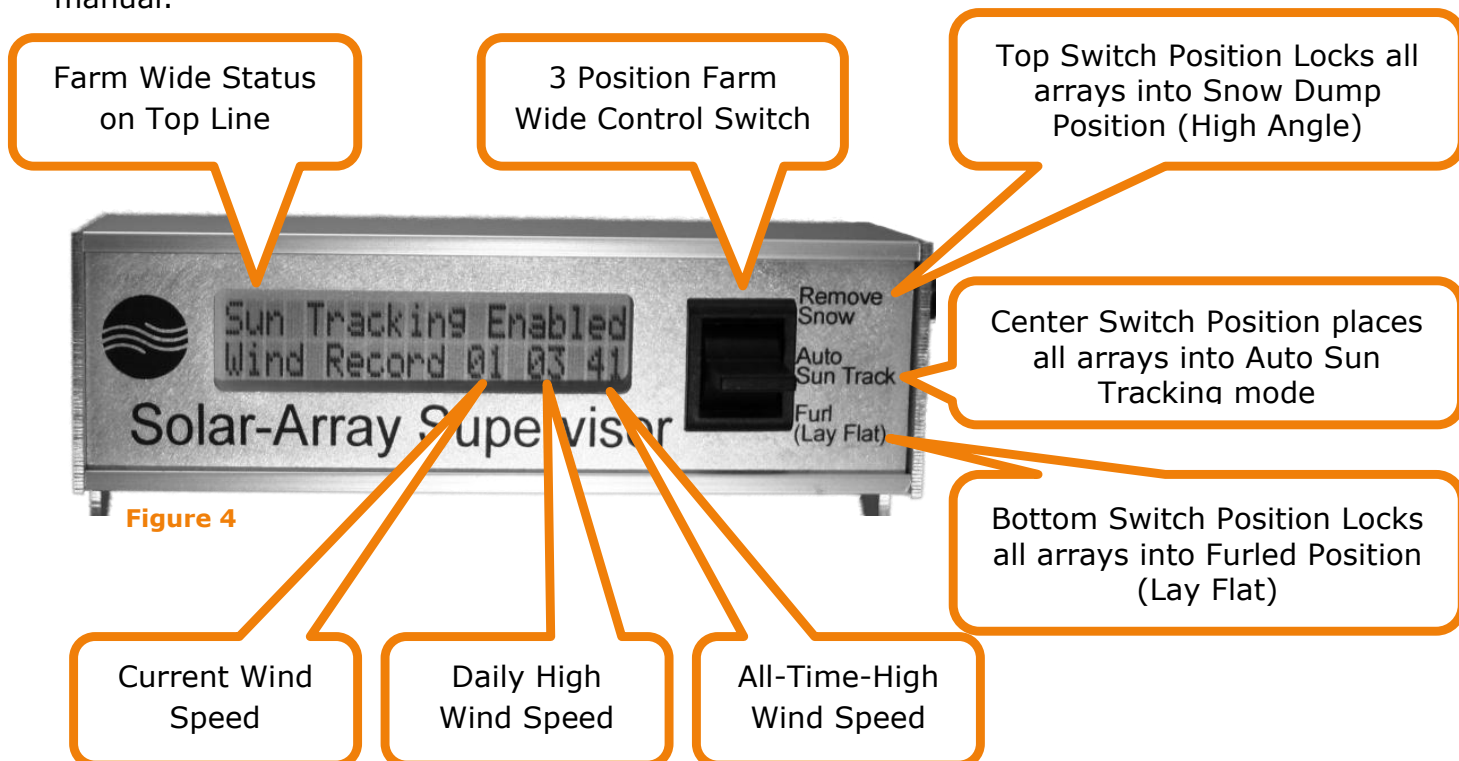 manual.
Farm Wide Status
on Top Line
3 Position Farm
Wide Control Switch
Top Switch Position Locks all
arrays into Snow Dump
Position (High Angle)
Sun Tracking Enabled
Wind Record 01 03 41
Solar-Array Supervisor
Remove
Snow
Auto
Sun Track
Furl
(Lay Flat)
Center Switch Position places
all arrays into Auto Sun
Tracking mode
Bottom Switch Position Locks
all arrays into Furled Position
(Lay Flat)
Figure 4
Current Wind
Speed
Daily High
Wind Speed
All-Time-High
Wind Speed